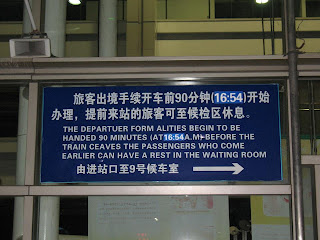 旅客出境手续开车前90分钟(16:54)开始
办理，提前来站的旅客可至候检区休息。
THE DEPARTUER FORM ALITIES BEGIN TO BE
HANDED 90 MINUTES (AT16:54A.M)BEFORE THE
TRAIN CEAVES THE PASSENGERS WHO COME
EARLIER CAN HAVE A REST IN THE WAITING ROOM
由进站口至9号候车室